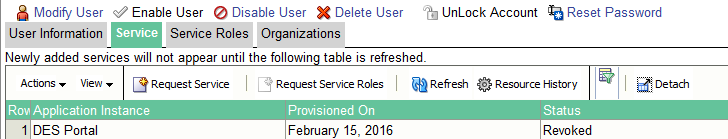 Modify User Enable User Disable User Delete User UnLock Account Reset Password
User Information Service Service Roles Organizations
Newly added services will not appear until the following table is refreshed.
Actions View Request Service Request Service Roles Refresh Resource History Detach
Row Application Instance Provisioned On Status
1 DES Portal February 15, 2016 Revoked